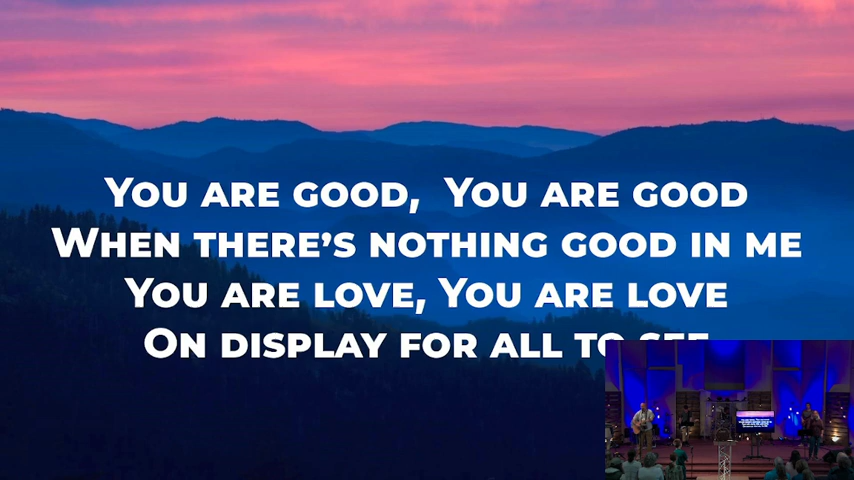 You are good, You are good
When there's nothing good in me
You are love, You are love
On display for all to see